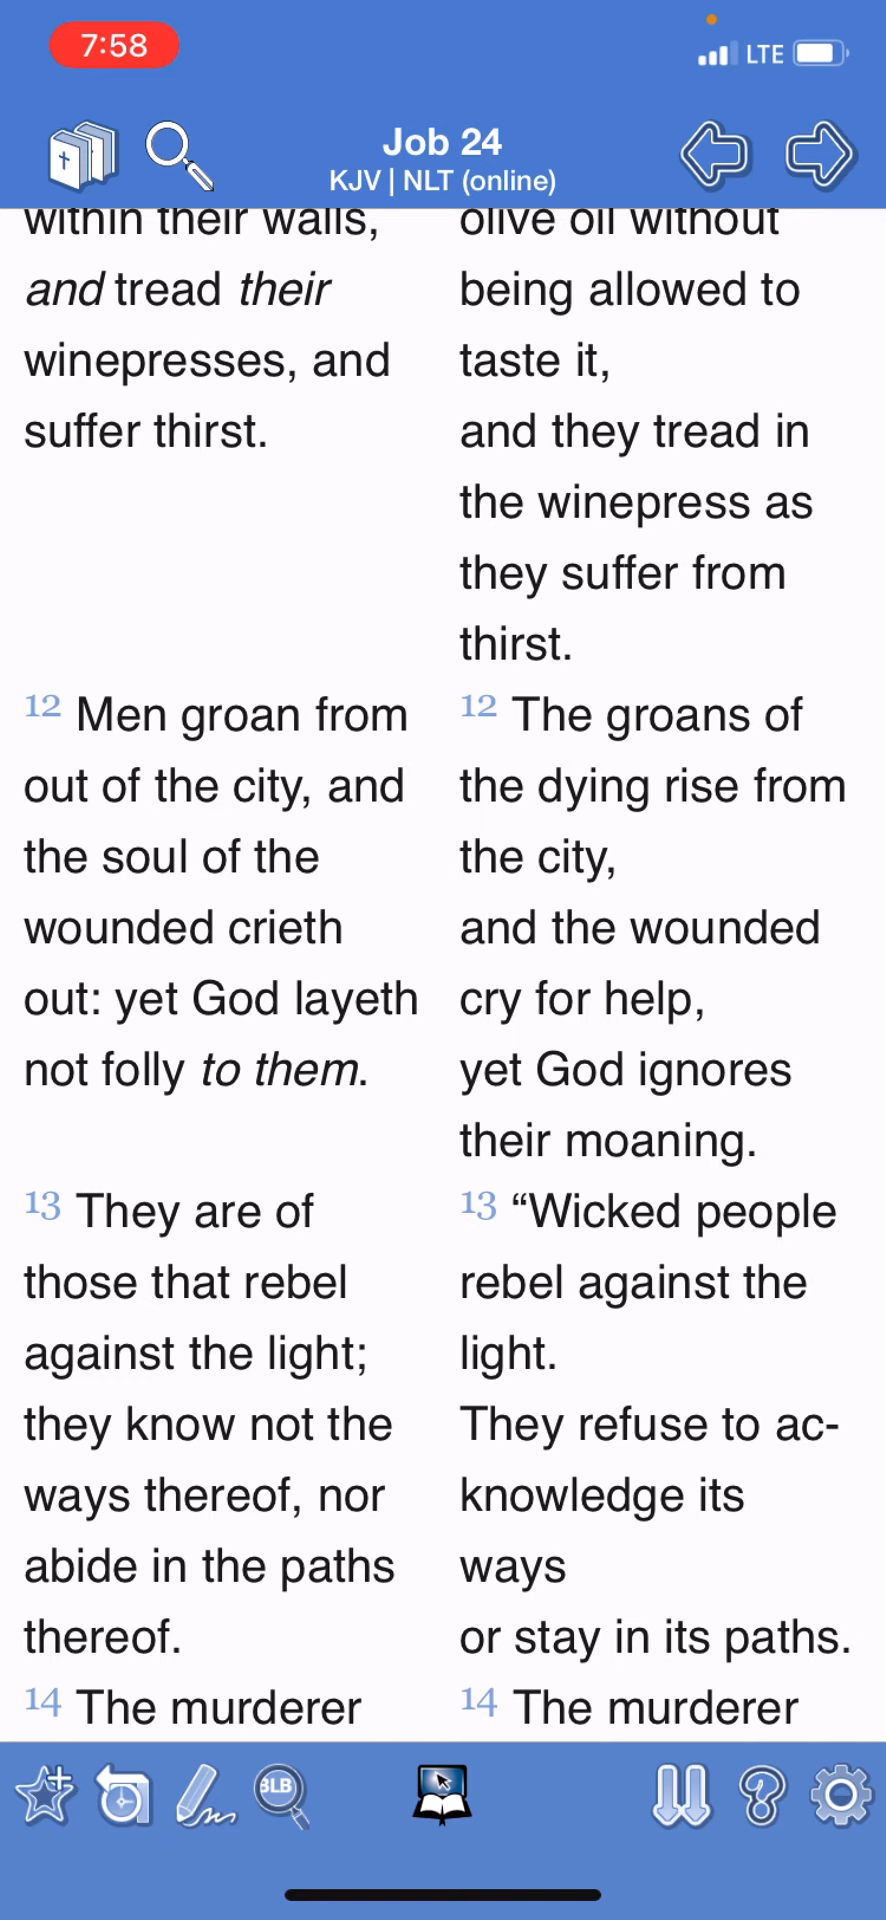 7:58
LTE
Job 24
KJV | NLT (online)
within their walls,
and tread their
winepresses, and
suffer thirst.
12 Men groan from
out of the city, and
the soul of the
wounded crieth
out: yet God layeth
not folly to them.
13 They are of
those that rebel
against the light;
they know not the
ways thereof, nor
abide in the paths
thereof.
14 The murderer
olive oil without
being allowed to
taste it,
and they tread in
the winepress as
they suffer from
thirst.
12 The groans of
the dying rise from
the city,
and the wounded
cry for help,
yet God ignores
their moaning.
13 “Wicked people
rebel against the
light.
They refuse to ac-
knowledge its
ways
or stay in its paths.
14 The murderer
BLB